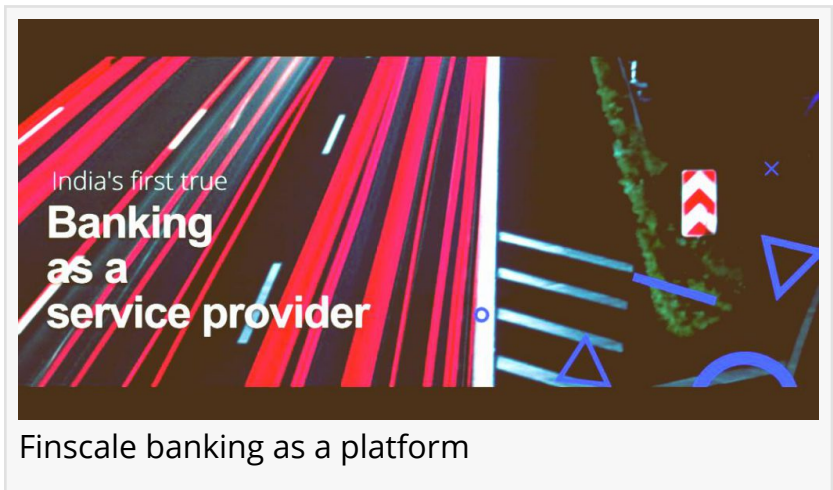 India's first true
Banking
as a
service provider
Finscale banking as a platform